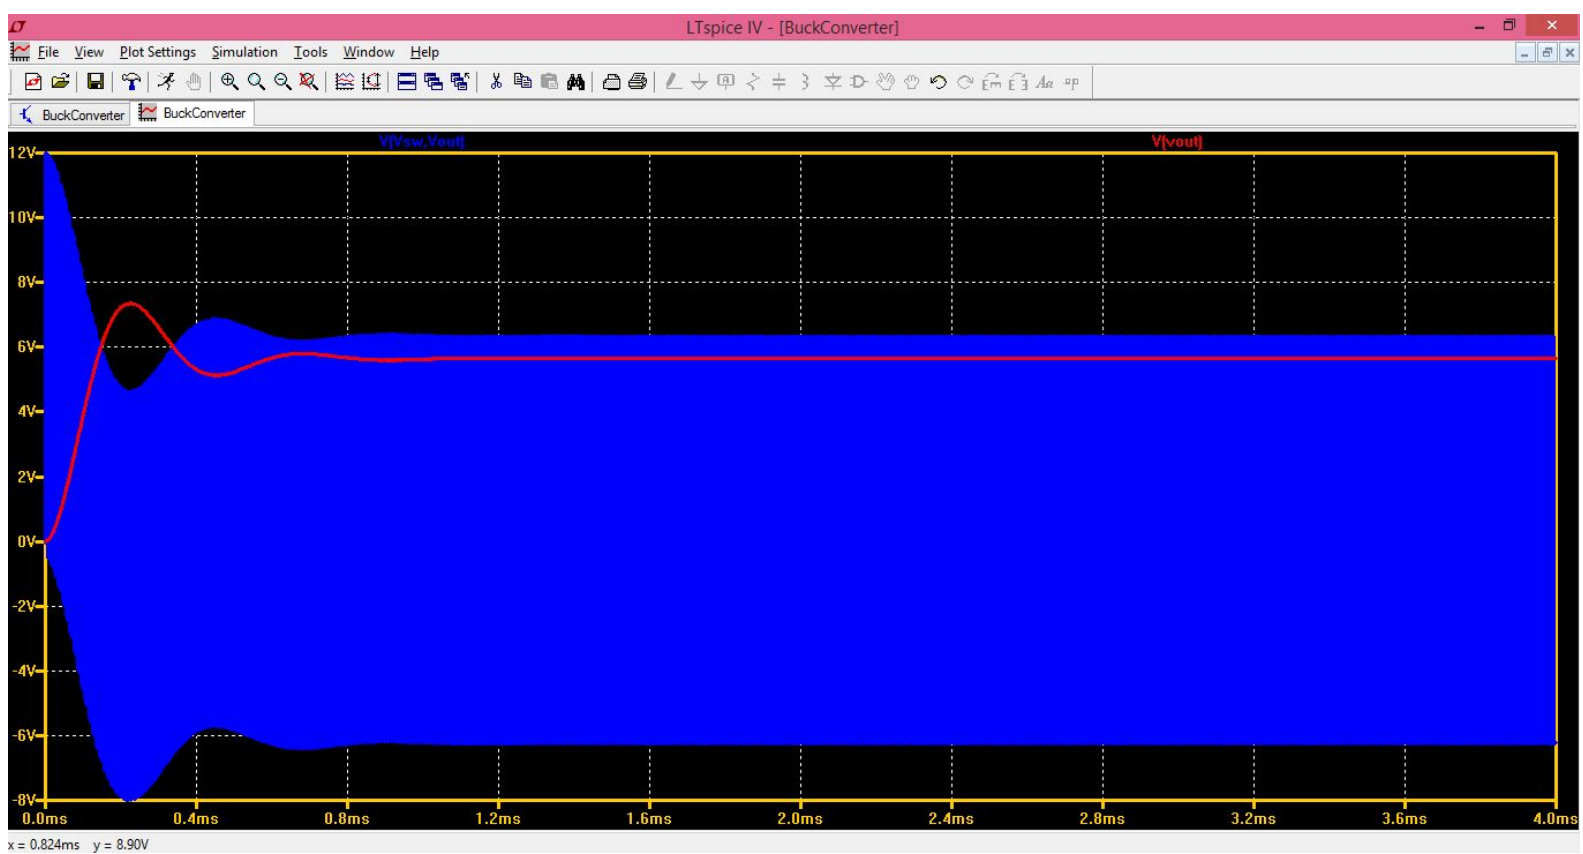 LTspice IV - [BuckConverter]
File View Plot Settings Simulation Tools Window Help
BuckConverter BuckConverter
V(Vsw,Vout) V(vout)
12V
10V
8V
6V
4V
2V
0V
-2V
-4V
-6V
-8V
0.0ms 0.4ms 0.8ms 1.2ms 1.6ms 2.0ms 2.4ms 2.8ms 3.2ms 3.6ms 4.0ms
x = 0.824ms y = 8.90V